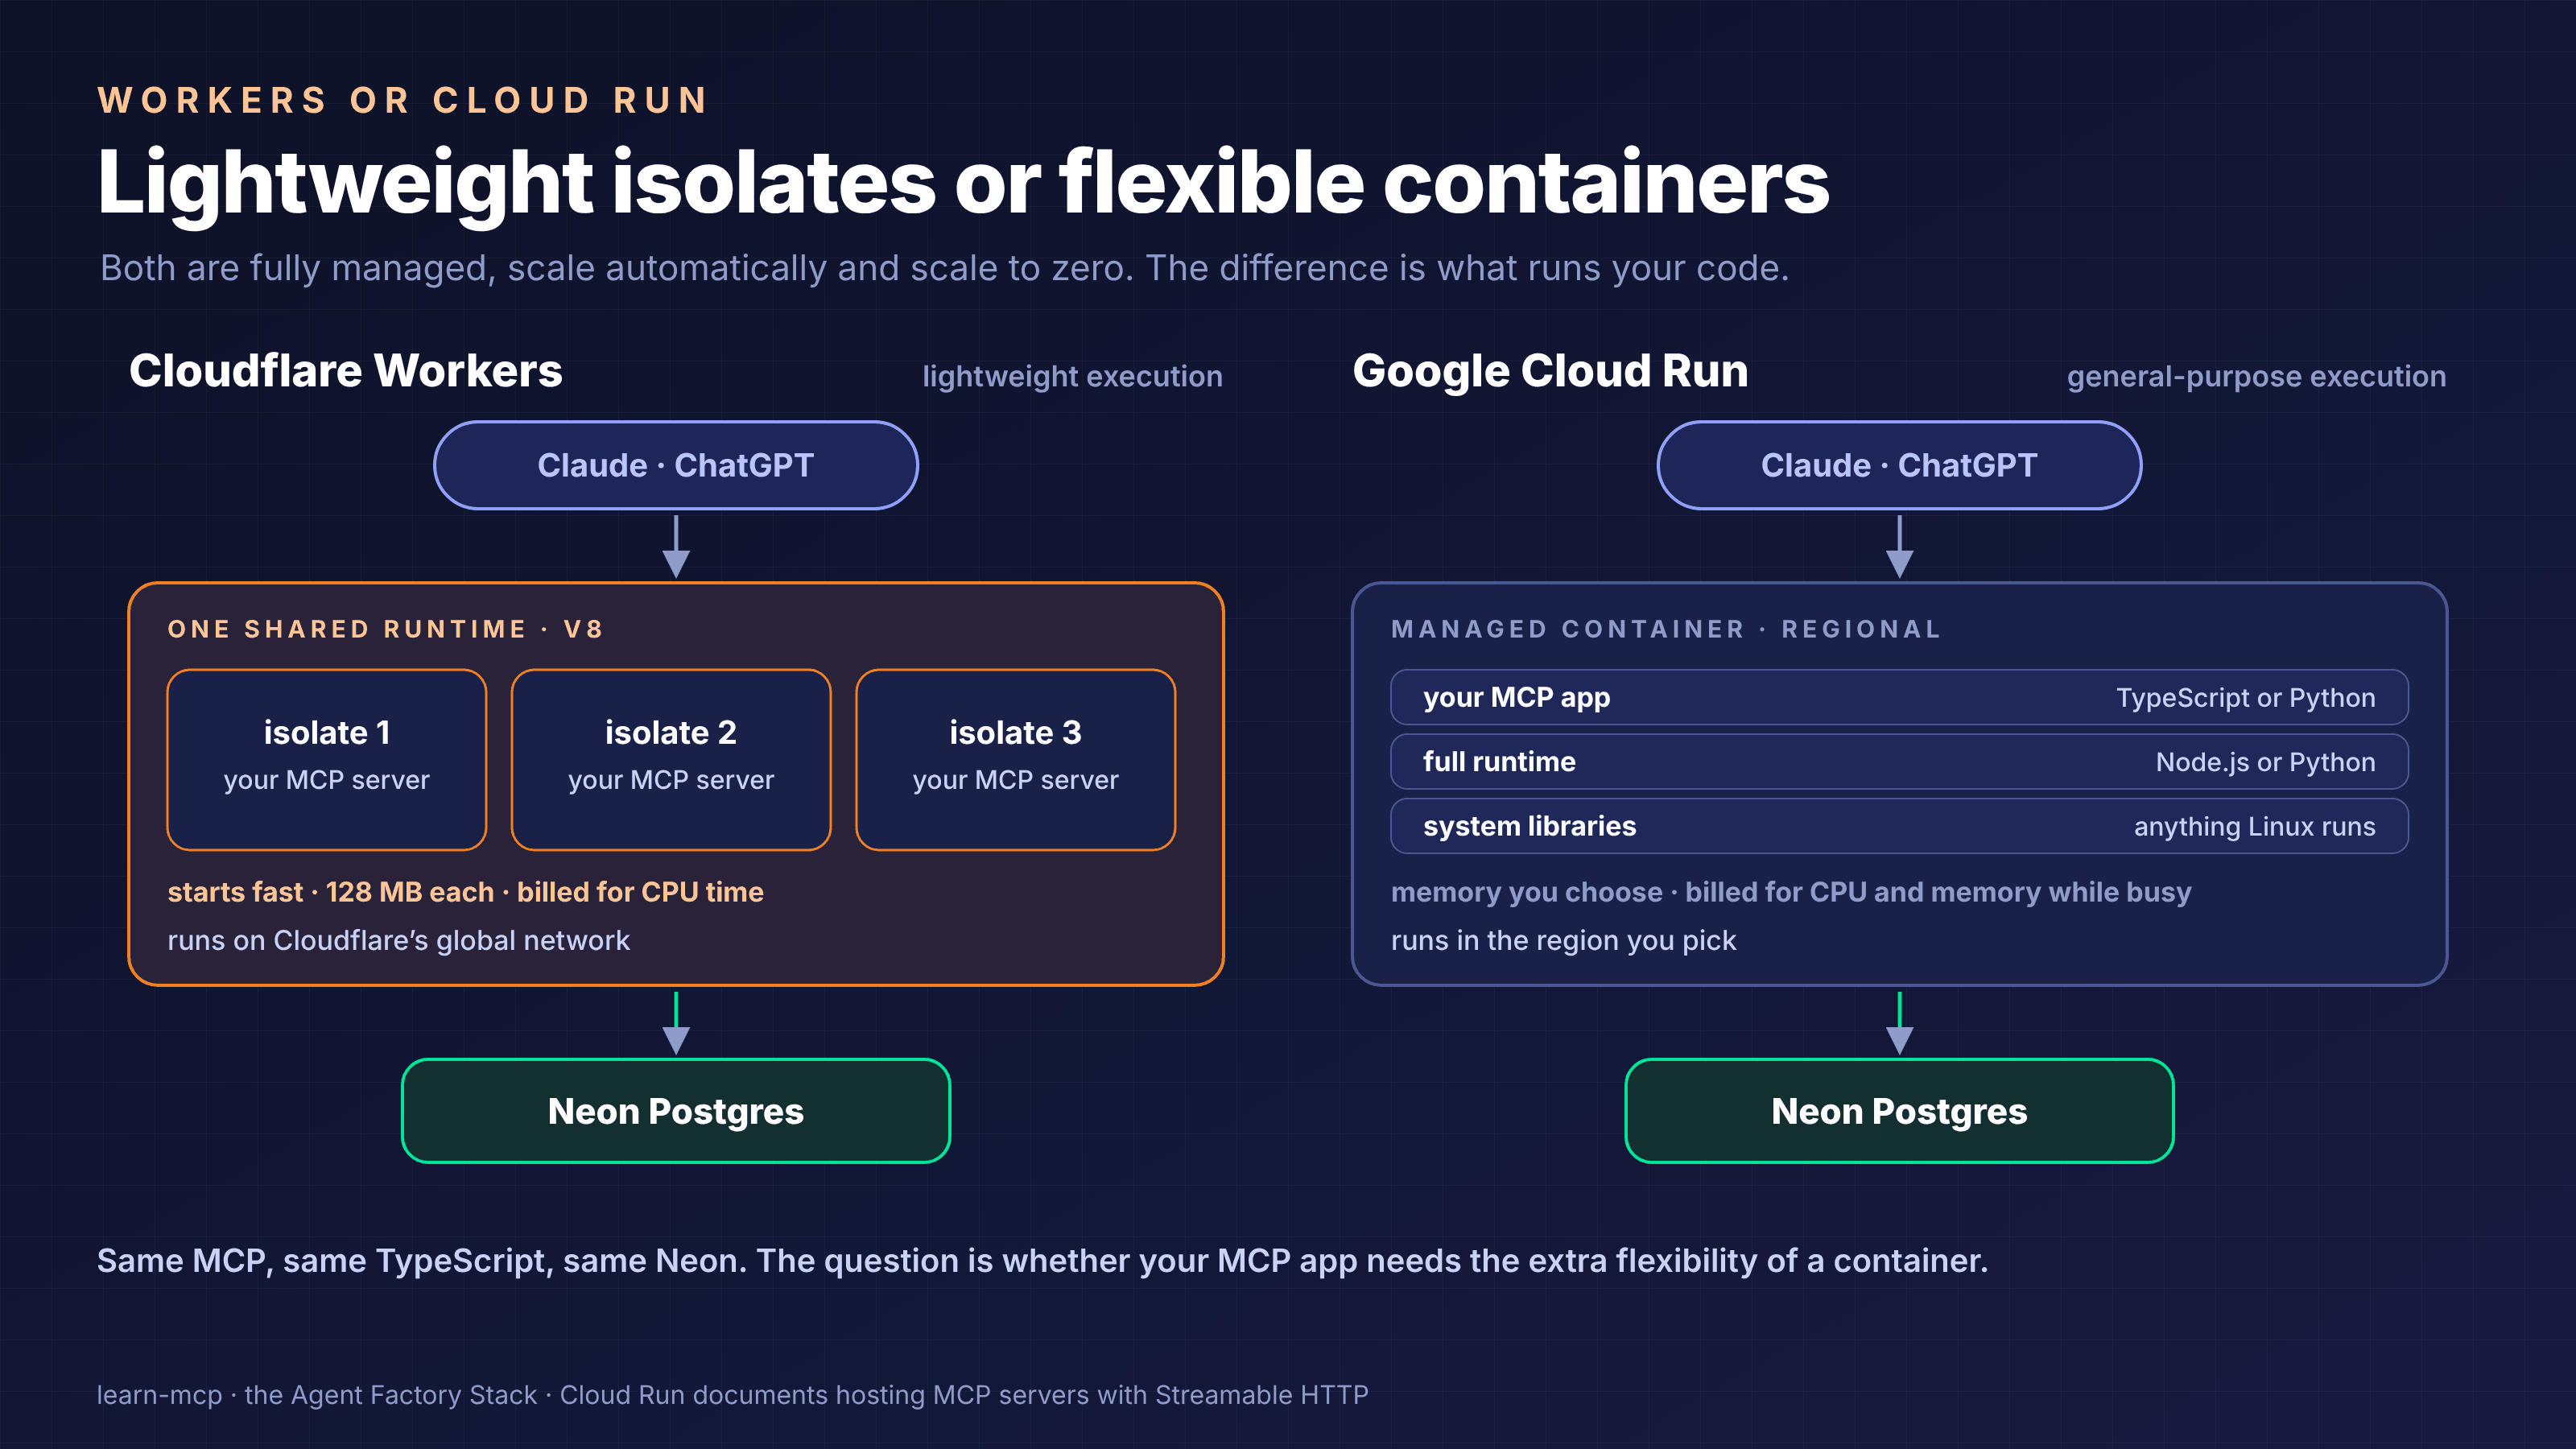 WORKERS OR CLOUD RUN
Lightweight isolates or flexible containers
Both are fully managed, scale automatically and scale to zero. The difference is what runs your code.
Cloudflare Workers
lightweight execution
Claude · ChatGPT
ONE SHARED RUNTIME · V8
isolate 1
your MCP server
isolate 2
your MCP server
isolate 3
your MCP server
starts fast · 128 MB each · billed for CPU time
runs on Cloudflare’s global network
Neon Postgres
Google Cloud Run
general-purpose execution
Claude · ChatGPT
MANAGED CONTAINER · REGIONAL
your MCP app
TypeScript or Python
full runtime
Node.js or Python
system libraries
anything Linux runs
memory you choose · billed for CPU and memory while busy
runs in the region you pick
Neon Postgres
Same MCP, same TypeScript, same Neon. The question is whether your MCP app needs the extra flexibility of a container.
learn-mcp · the Agent Factory Stack · Cloud Run documents hosting MCP servers with Streamable HTTP